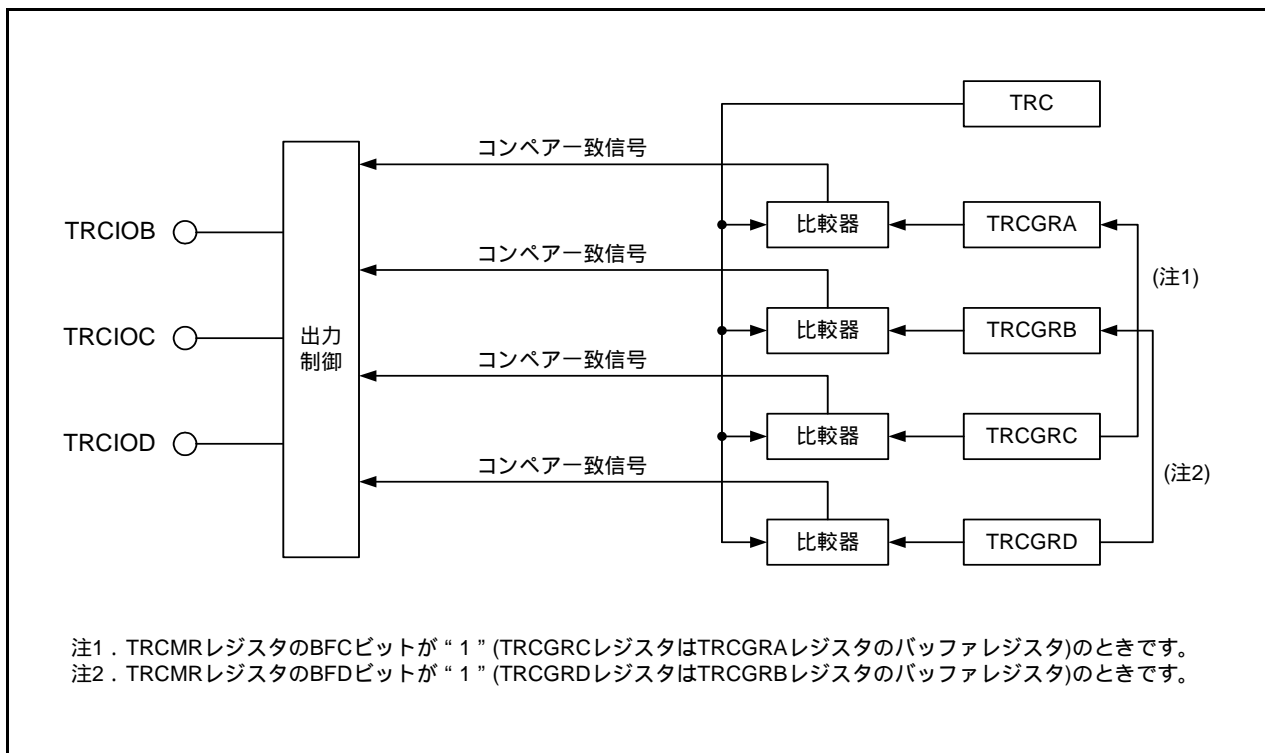 TRC
コンペア一致信号
TRCIOB
比較器
TRCGRA
コンペア一致信号
(注1)
TRCIOC
出力
制御
比較器
TRCGRB
コンペア一致信号
TRCIOD
比較器
TRCGRC
コンペア一致信号
(注2)
比較器
TRCGRD
注1．TRCMRレジスタのBFCビットが“1”(TRCGRCレジスタはTRCGRAレジスタのバッファレジスタ)のときです。
注2．TRCMRレジスタのBFDビットが“1”(TRCGRDレジスタはTRCGRBレジスタのバッファレジスタ)のときです。